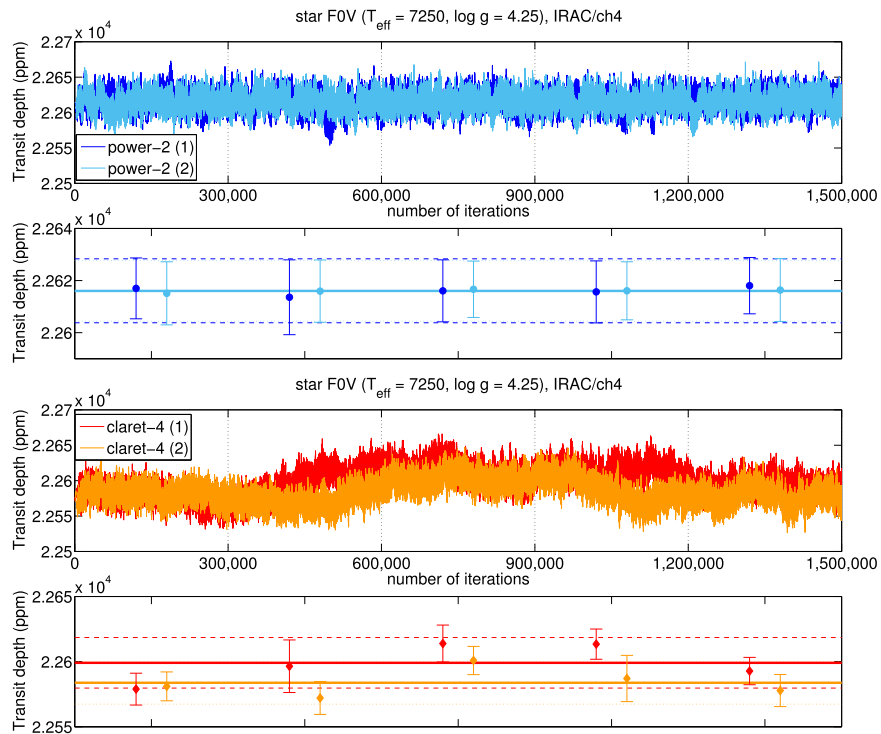 star F0V (Teff = 7250, log g = 4.25), IRAC/ch4
x 10^4
2.27
2.265
2.26
2.255
2.25
Transit depth (ppm)
power−2 (1)
power−2 (2)
0 300,000 600,000 900,000 1,200,000 1,500,000
number of iterations
x 10^4
2.264
2.262
2.26
Transit depth (ppm)
star F0V (Teff = 7250, log g = 4.25), IRAC/ch4
x 10^4
2.27
2.265
2.26
2.255
2.25
Transit depth (ppm)
claret−4 (1)
claret−4 (2)
0 300,000 600,000 900,000 1,200,000 1,500,000
number of iterations
x 10^4
2.265
2.26
2.255
Transit depth (ppm)